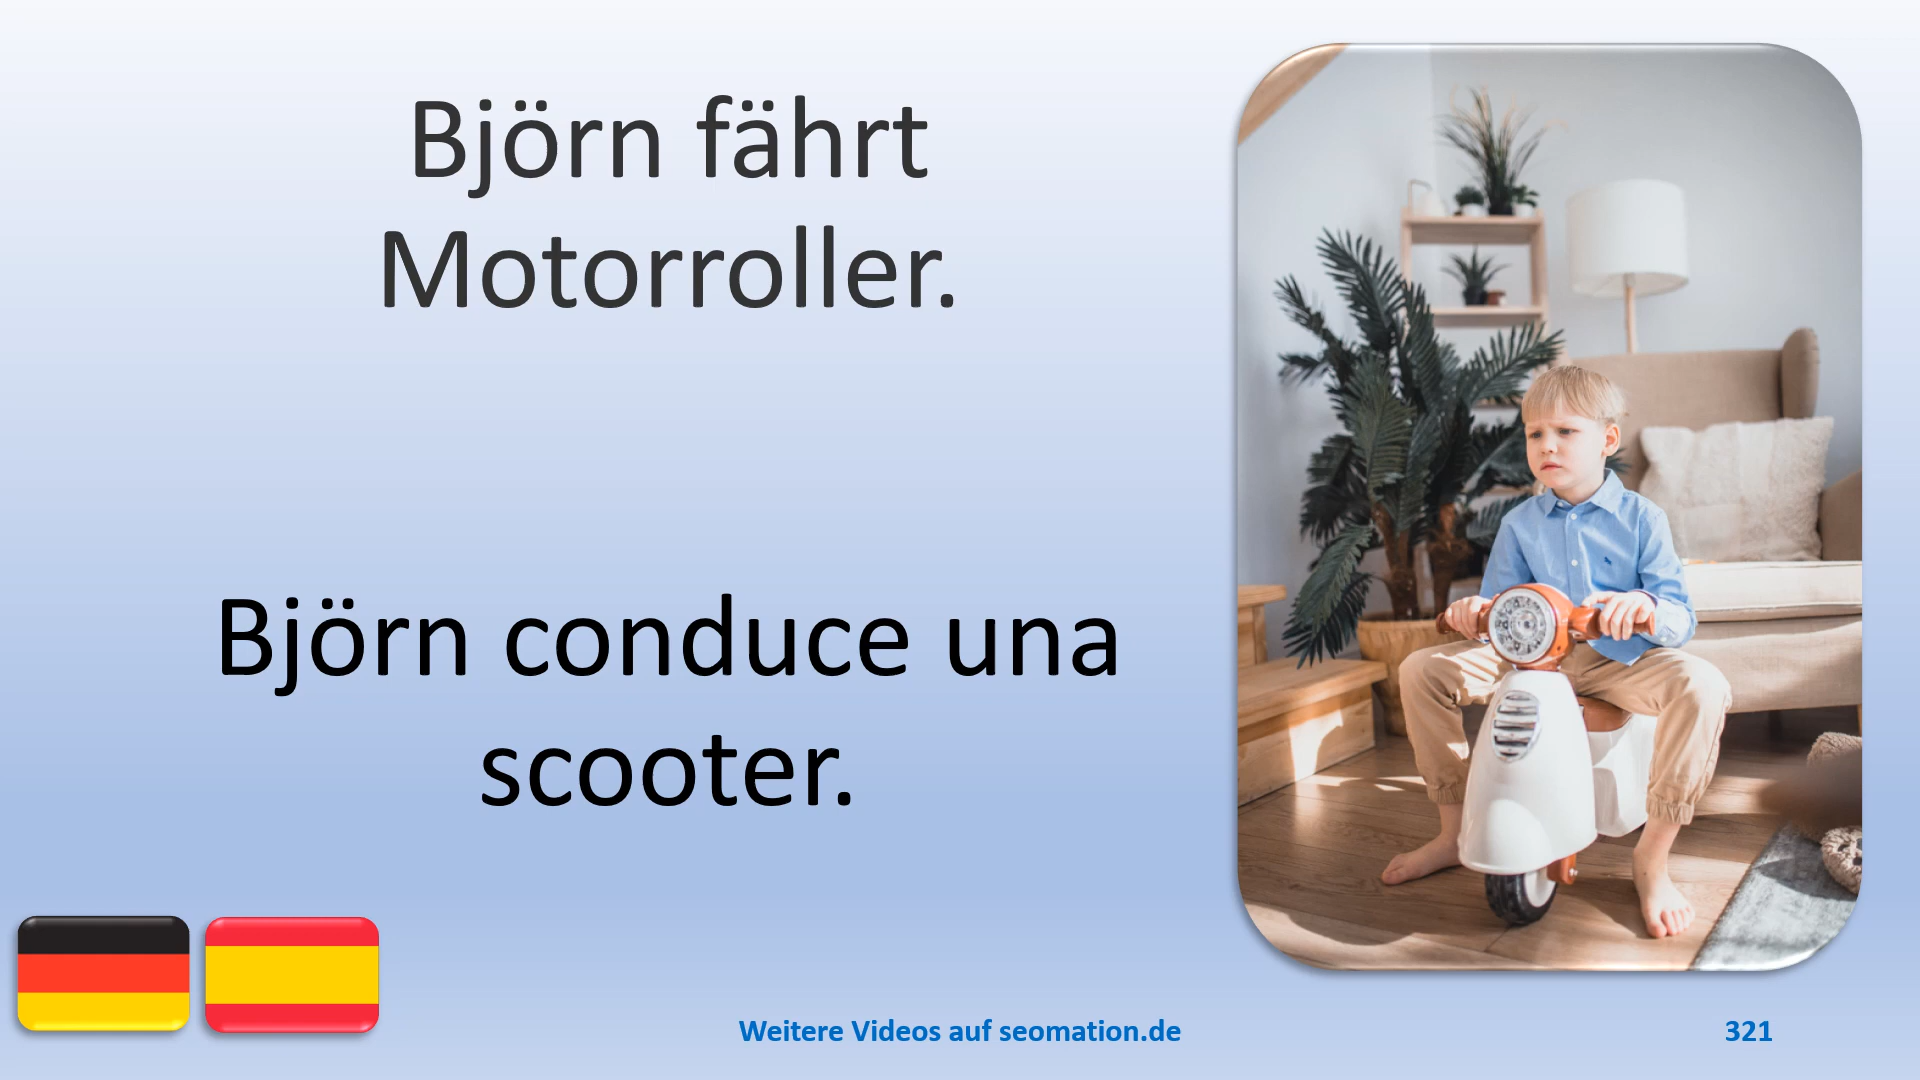 Björn fährt
Motorroller.
Björn conduce una
scooter.
Weitere Videos auf seomation.de
321